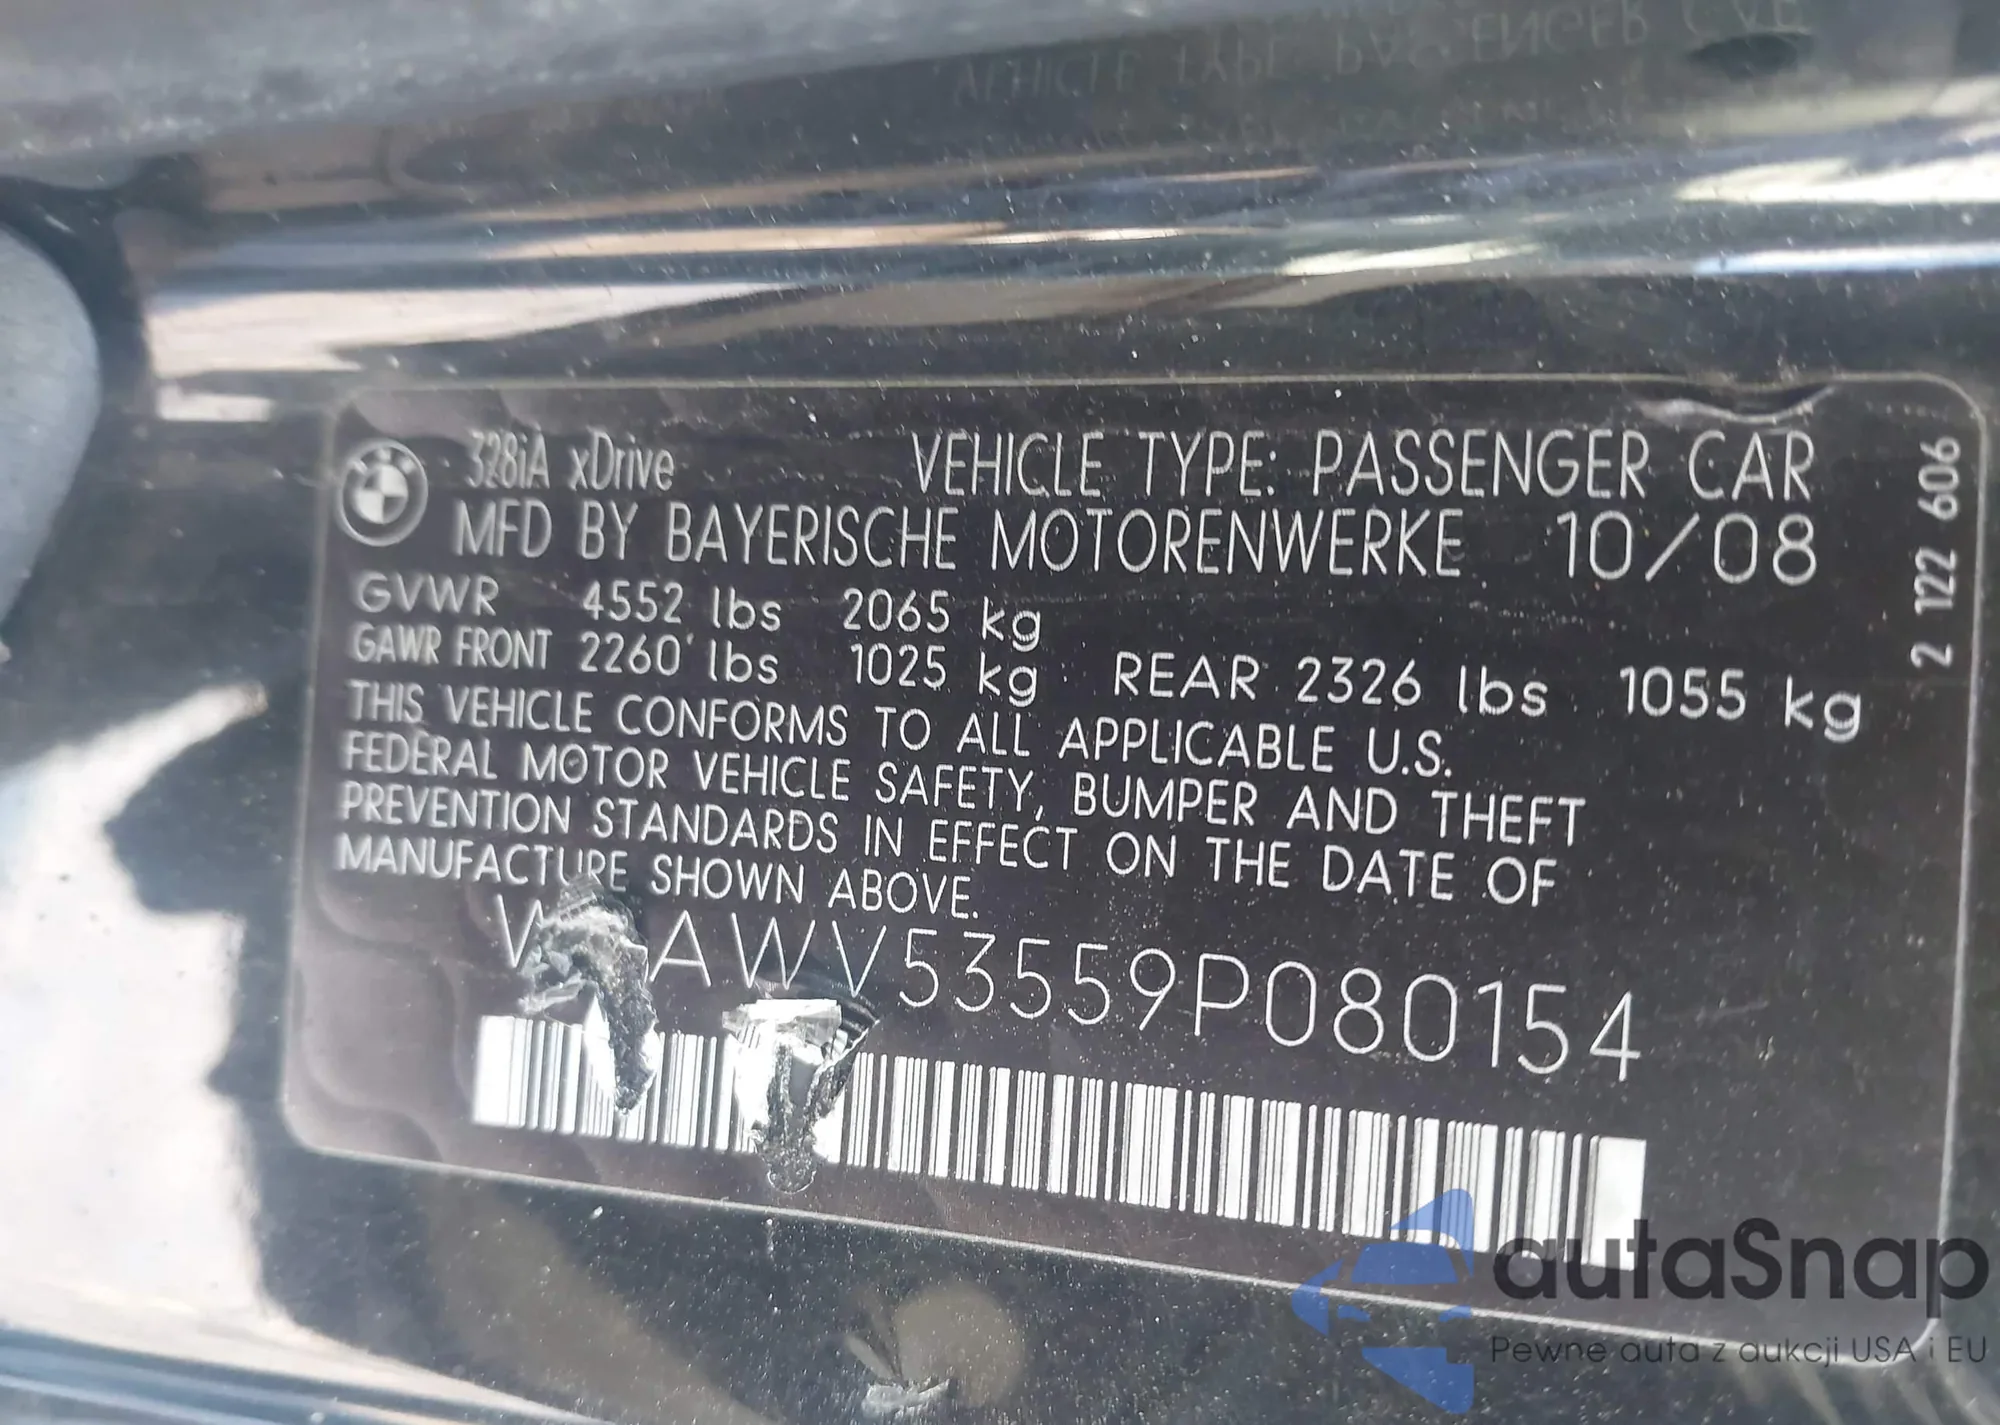 328iA xDrive VEHICLE TYPE: PASSENGER CAR
MFD BY BAYERISCHE MOTORENWERKE 10/08
GVWR 4552 lbs 2065 kg
GAWR FRONT 2260 lbs 1025 kg REAR 2326 lbs 1055 kg
THIS VEHICLE CONFORMS TO ALL APPLICABLE U.S.
FEDERAL MOTOR VEHICLE SAFETY, BUMPER AND THEFT
PREVENTION STANDARDS IN EFFECT ON THE DATE OF
MANUFACTURE SHOWN ABOVE.
AWV53559P080154
2 122 606
autaSnap
Pewne auta z aukcji USA i EU